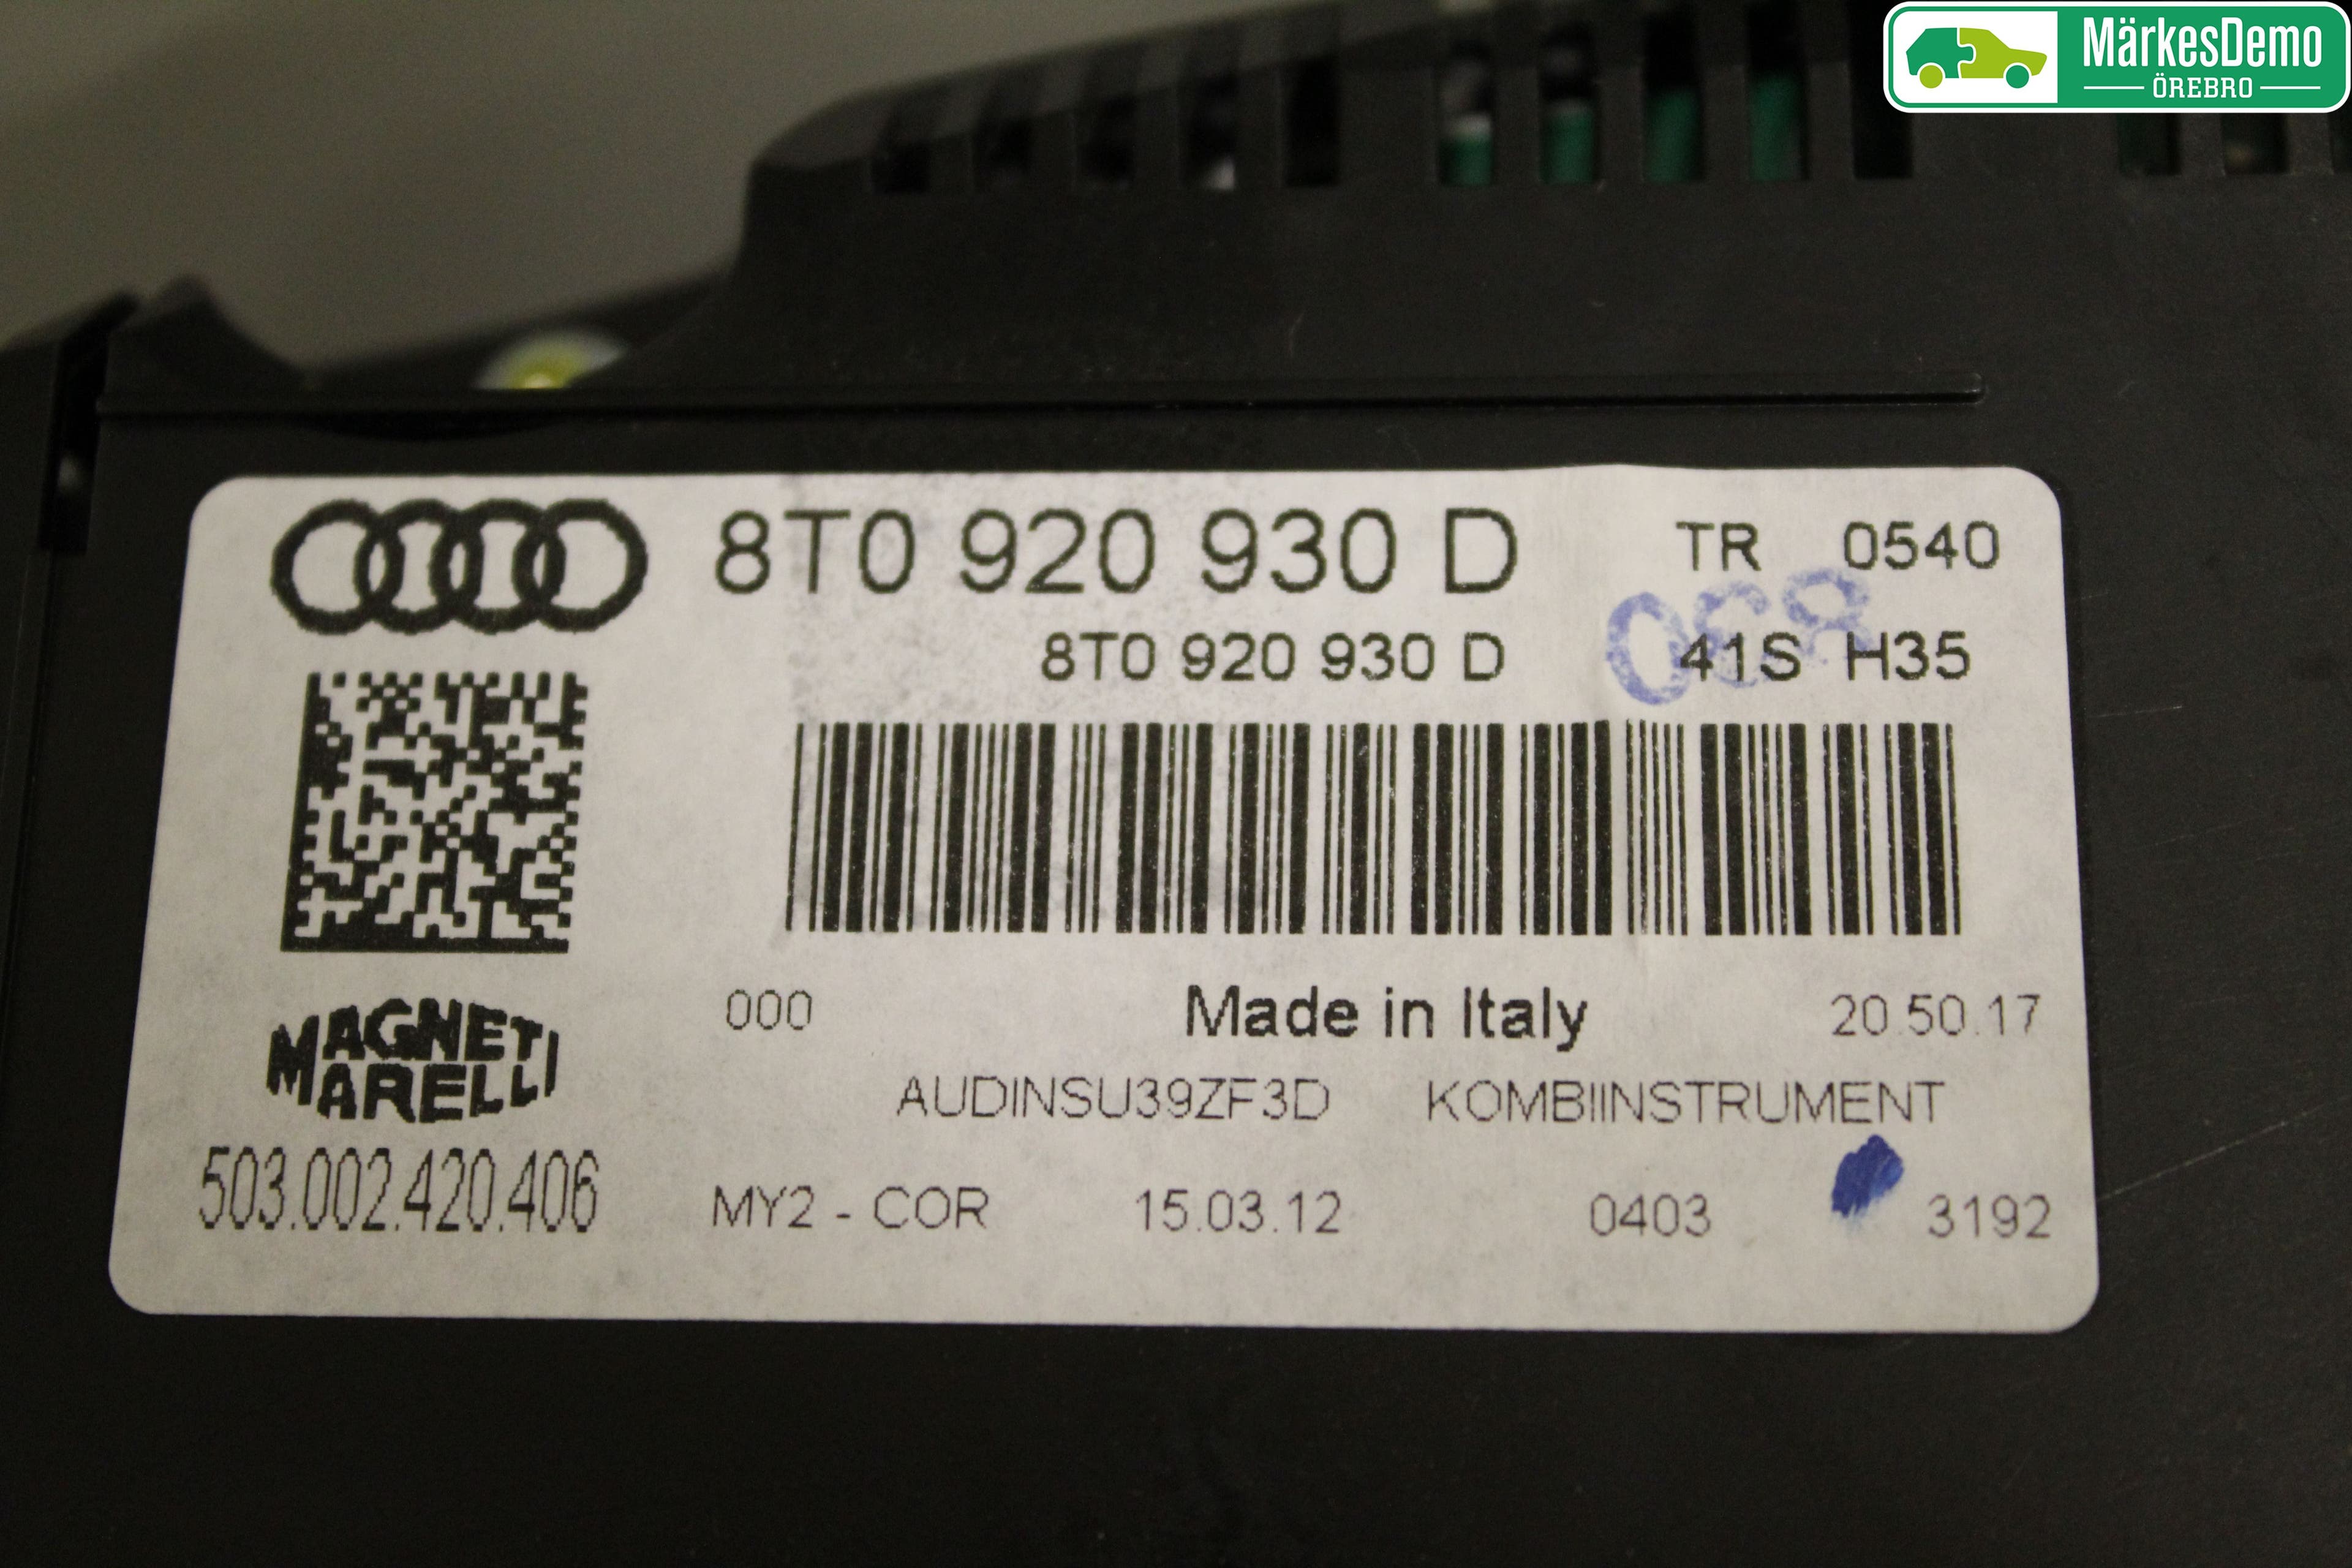 MärkesDemo
ÖREBRO
8T0 920 930 D TR 0540
8T0 920 930 D 41S H35
000 Made in Italy 20.50.17
MAGNETI
MARELLI
AUDINSU39ZF3D KOMBIINSTRUMENT
503.002.420.406 MY2 - COR 15.03.12 0403 3192